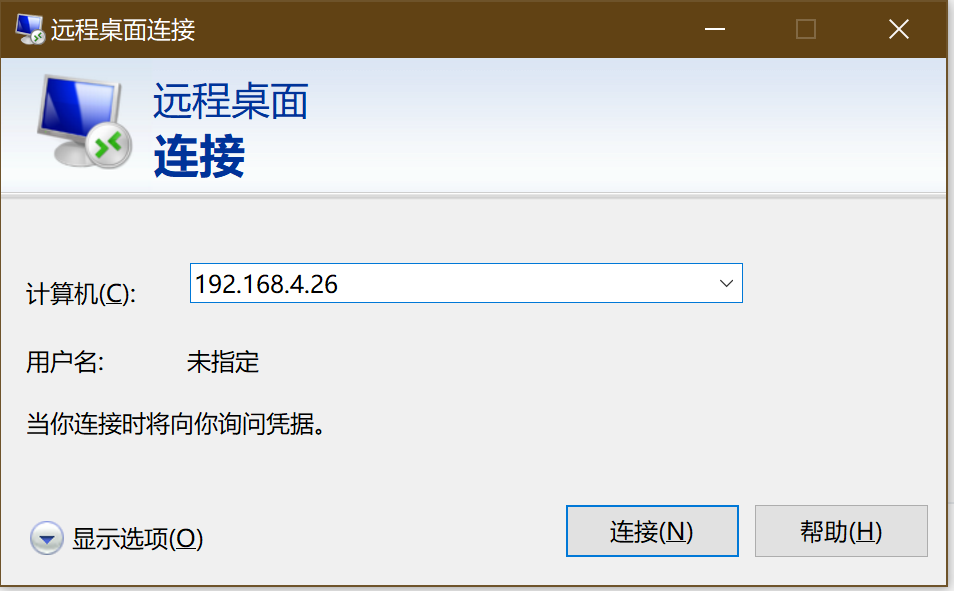 远程桌面连接
远程桌面
连接
计算机(C):
192.168.4.26
用户名:
未指定
当你连接时将向你询问凭据。
显示选项(O)
连接(N)
帮助(H)